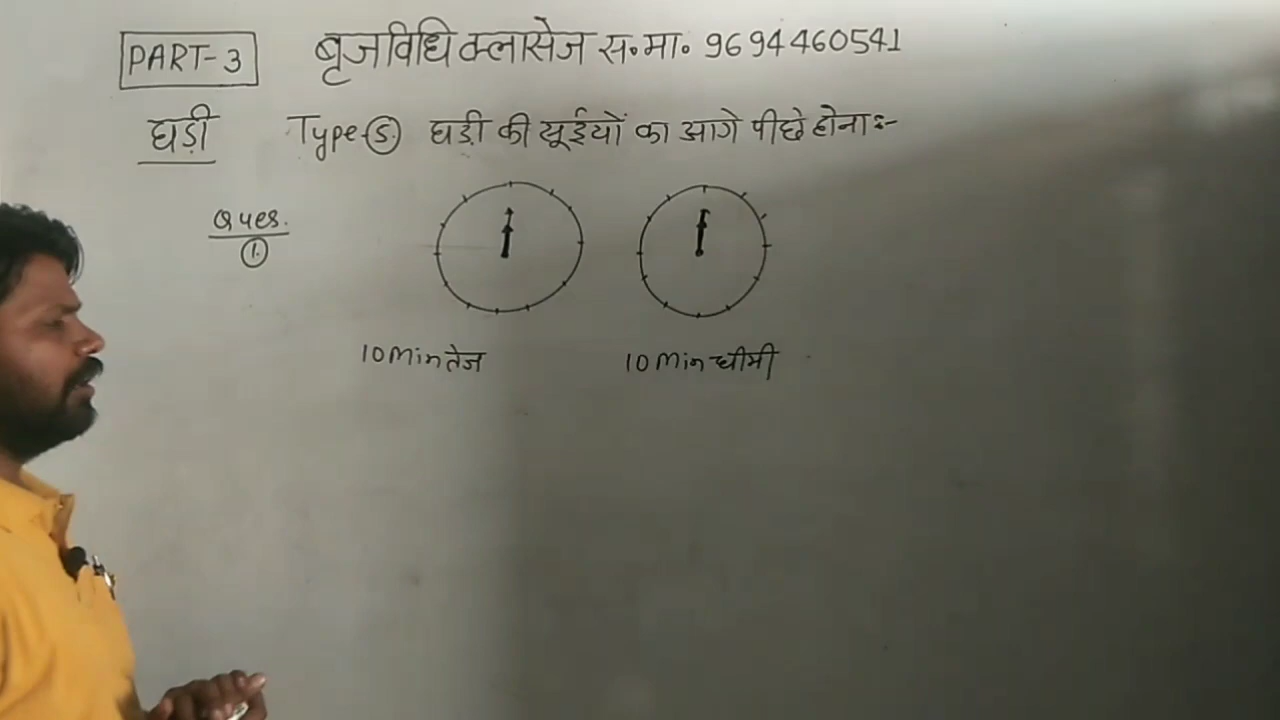 PART-3 बृजविधि क्लासेज स॰मा॰ 9694460541
घड़ी Type-⑤ घड़ी की सूईयों का आगे पीछे होना:-
Ques.
①
10 Min तेज 10 Min धीमी